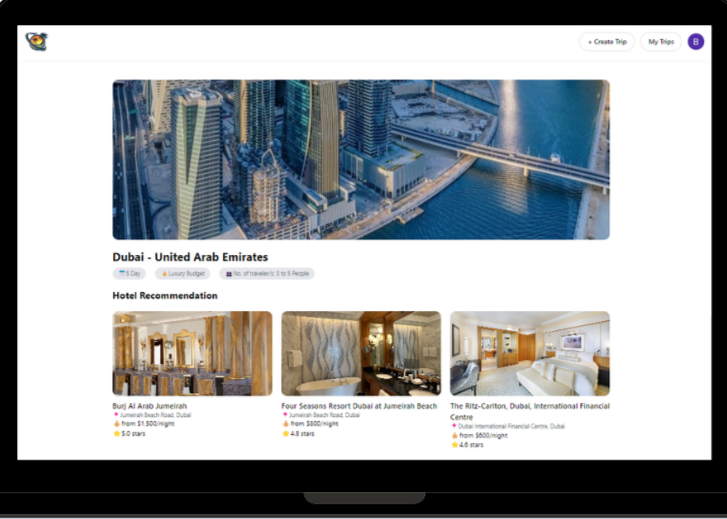 + Create Trip
My Trips
B
Dubai - United Arab Emirates
5 Day
Luxury Budget
No. of traveler's: 3 to 5 People
Hotel Recommendation
Burj Al Arab Jumeirah
Jumeirah Beach Road, Dubai
from $1,500/night
5.0 stars
Four Seasons Resort Dubai at Jumeirah Beach
Jumeirah Beach Road, Dubai
from $800/night
4.8 stars
The Ritz-Carlton, Dubai, International Financial
Centre
Dubai International Financial Centre, Dubai
from $600/night
4.6 stars